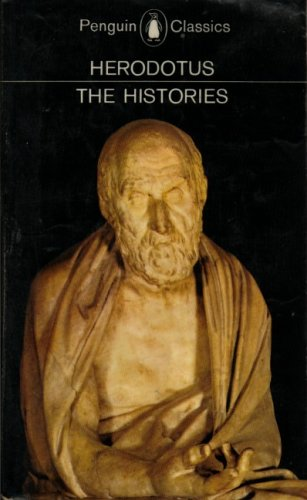 Penguin Classics
HERODOTUS
THE HISTORIES